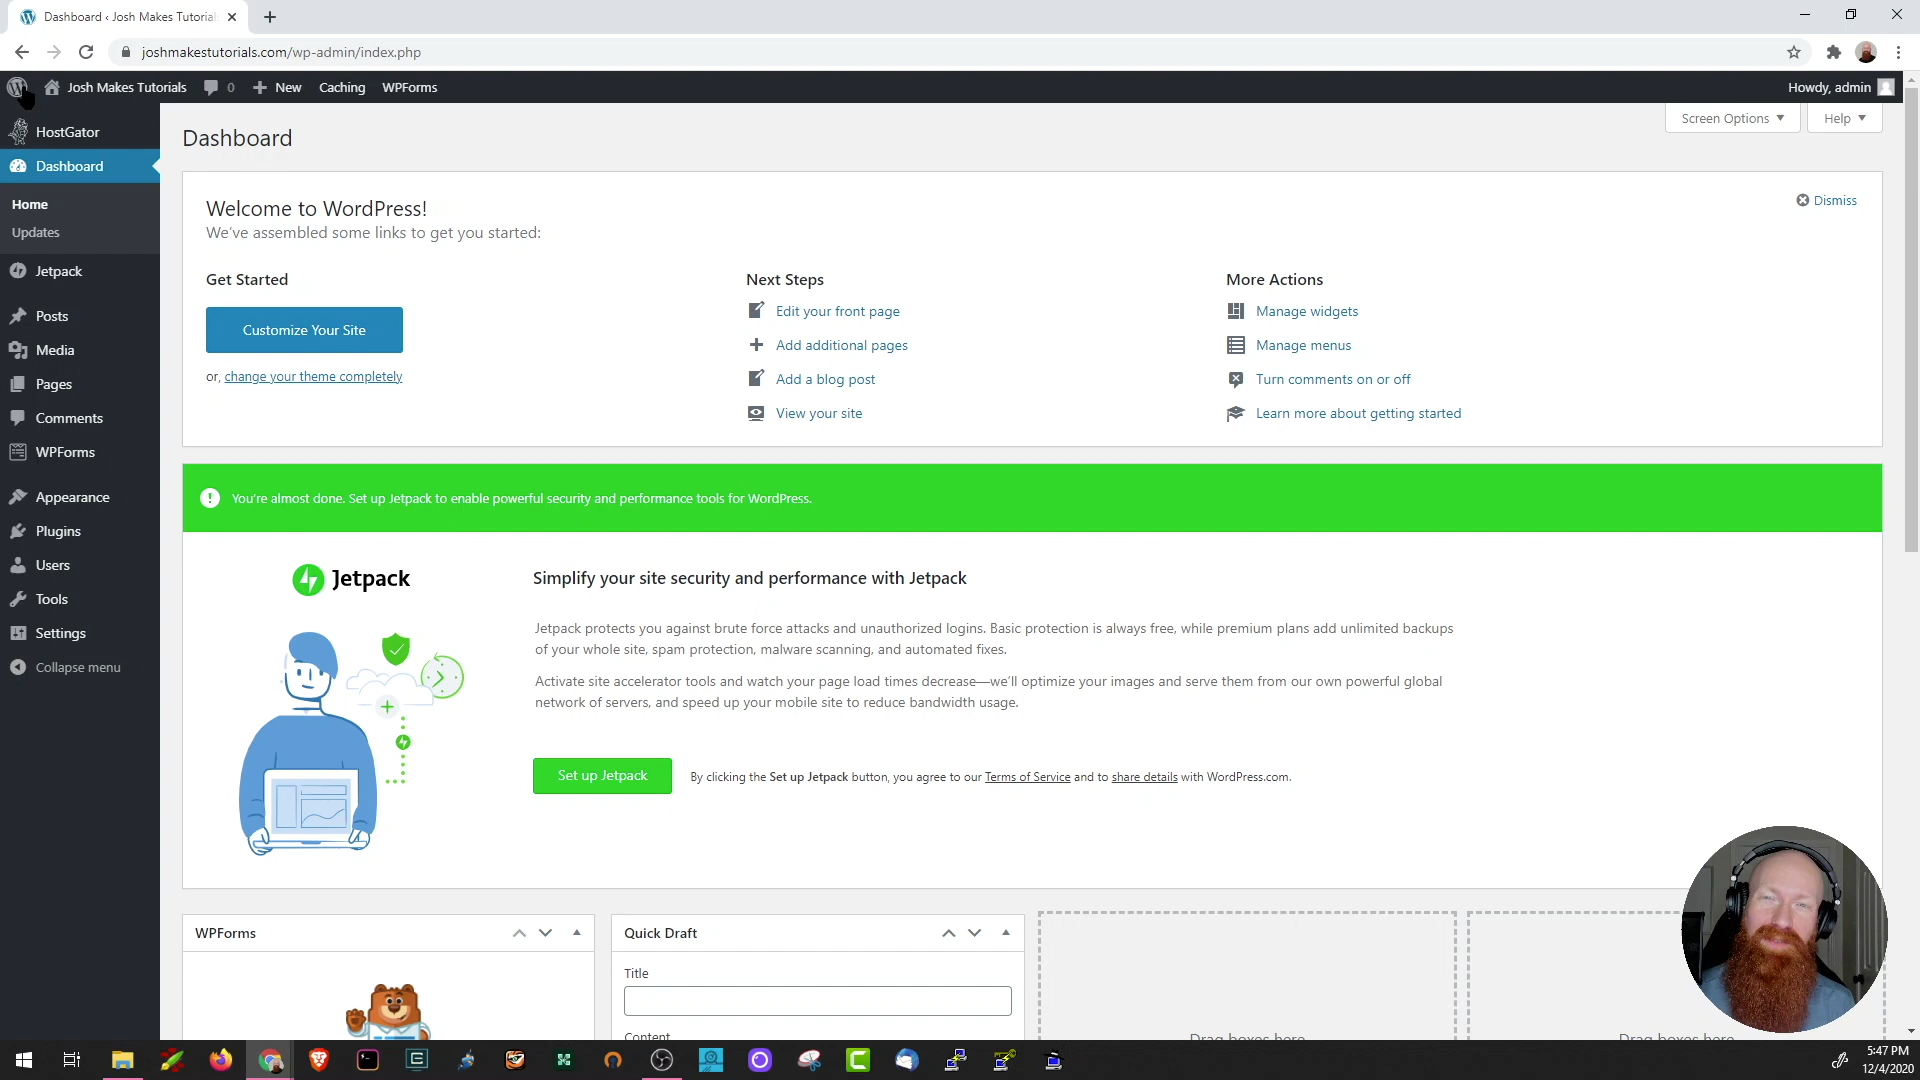 Dashboard ‹ Josh Makes Tutorial
joshmakestutorials.com/wp-admin/index.php
Josh Makes Tutorials
0
New
Caching
WPForms
Howdy, admin
HostGator
Dashboard
Home
Updates
Jetpack
Posts
Media
Pages
Comments
WPForms
Appearance
Plugins
Users
Tools
Settings
Collapse menu
Dashboard
Screen Options
Help
Welcome to WordPress!
We've assembled some links to get you started:
Dismiss
Get Started
Customize Your Site
or, change your theme completely
Next Steps
Edit your front page
Add additional pages
Add a blog post
View your site
More Actions
Manage widgets
Manage menus
Turn comments on or off
Learn more about getting started
You're almost done. Set up Jetpack to enable powerful security and performance tools for WordPress.
Jetpack
Simplify your site security and performance with Jetpack
Jetpack protects you against brute force attacks and unauthorized logins. Basic protection is always free, while premium plans add unlimited backups
of your whole site, spam protection, malware scanning, and automated fixes.
Activate site accelerator tools and watch your page load times decrease—we'll optimize your images and serve them from our own powerful global
network of servers, and speed up your mobile site to reduce bandwidth usage.
Set up Jetpack
By clicking the Set up Jetpack button, you agree to our Terms of Service and to share details with WordPress.com.
WPForms
Quick Draft
Title
Content
Drag boxes here
Drag boxes here
5:47 PM
12/4/2020